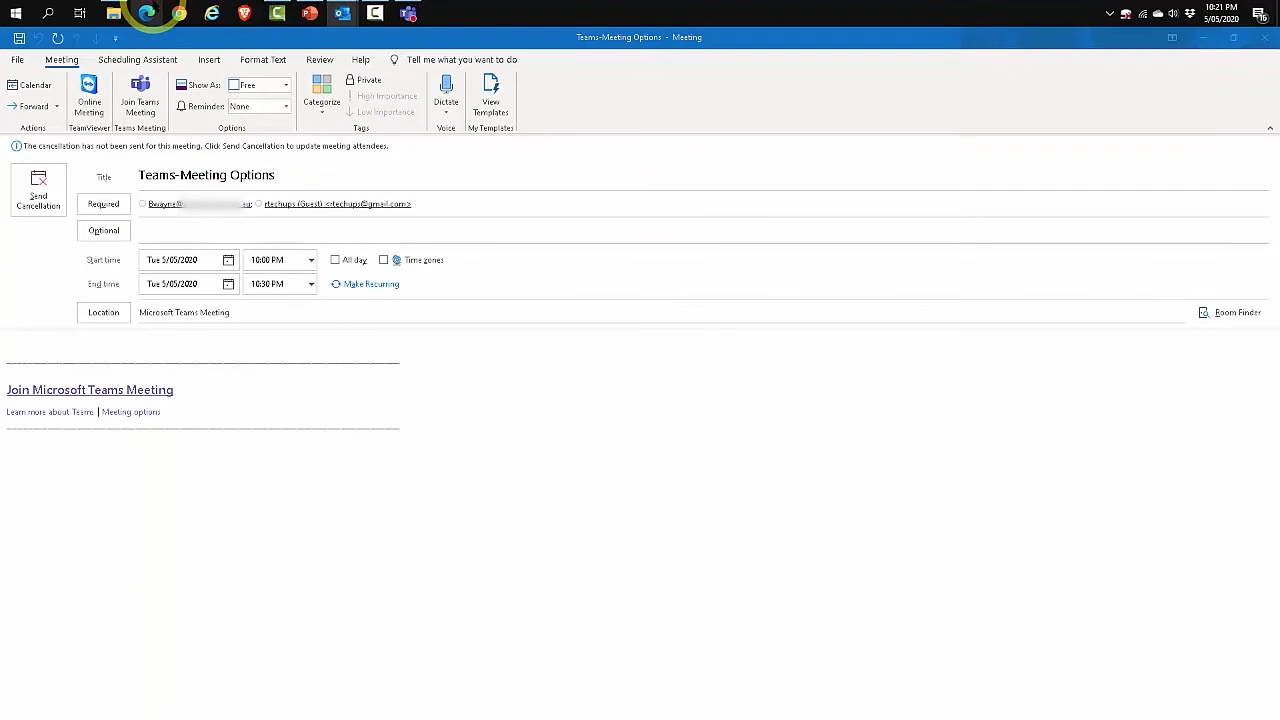 10:21 PM
5/05/2020
16
Teams-Meeting Options - Meeting
File Meeting Scheduling Assistant Insert Format Text Review Help Tell me what you want to do
Calendar
Forward
Actions
Online Meeting
TeamViewer
Join Teams Meeting
Teams Meeting
Show As: Free
Reminder: None
Options
Categorize
Private
High Importance
Low Importance
Tags
Dictate
Voice
View Templates
My Templates
The cancellation has not been sent for this meeting. Click Send Cancellation to update meeting attendees.
Send Cancellation
Title Teams-Meeting Options
Required Bwayne@ au; rtechups (Guest) <rtechups@gmail.com>
Optional
Start time Tue 5/05/2020 10:00 PM All day Time zones
End time Tue 5/05/2020 10:30 PM Make Recurring
Location Microsoft Teams Meeting Room Finder
Join Microsoft Teams Meeting
Learn more about Teams | Meeting options